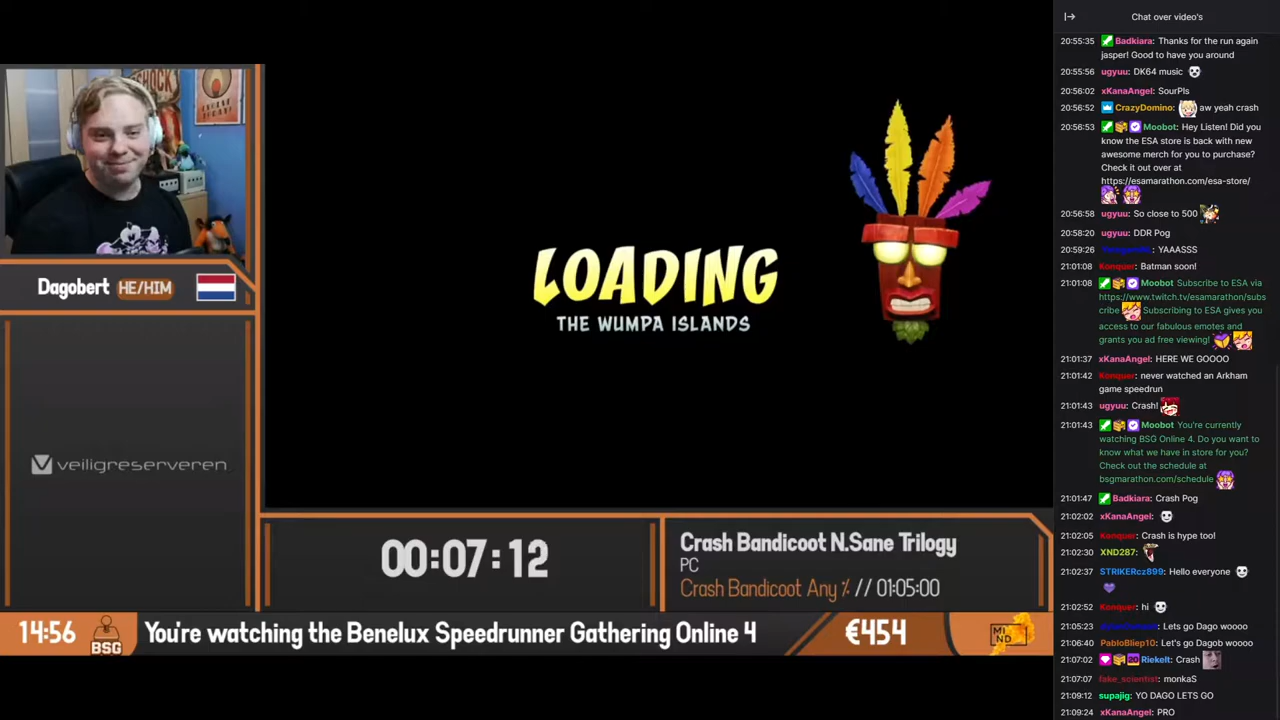 Chat over video's
20:55:35 Badkiara: Thanks for the run again
jasper! Good to have you around
20:55:56 ugyuu: DK64 music
20:56:02 xKanaAngel: SourPls
20:56:52 CrazyDomino: aw yeah crash
20:56:53 Moobot: Hey Listen! Did you
know the ESA store is back with new
awesome merch for you to purchase?
Check it out over at
https://esamarathon.com/esa-store/
20:56:58 ugyuu: So close to 500
20:58:20 ugyuu: DDR Pog
20:59:26 YAAASSS
21:01:08 Konquer: Batman soon!
21:01:08 Moobot Subscribe to ESA via
https://www.twitch.tv/esamarathon/subs
cribe Subscribing to ESA gives you
access to our fabulous emotes and
grants you ad free viewing!
21:01:37 xKanaAngel: HERE WE GOOOO
21:01:42 Konquer: never watched an Arkham
game speedrun
21:01:43 ugyuu: Crash!
21:01:43 Moobot You're currently
watching BSG Online 4. Do you want to
know what we have in store for you?
Check out the schedule at
bsgmarathon.com/schedule
21:01:47 Badkiara: Crash Pog
21:02:02 xKanaAngel:
21:02:05 Konquer: Crash is hype too!
21:02:30 XND287:
21:02:37 STRIKERcz899: Hello everyone
21:02:52 Konquer: hi
21:05:23 Lets go Dago woooo
21:06:40 PabloBliep10: Let's go Dagob woooo
21:07:02 Riekelt: Crash
21:07:07 fake_scientist: monkaS
21:09:12 supajig: YO DAGO LETS GO
21:09:24 xKanaAngel: PRO
LOADING
THE WUMPA ISLANDS
Dagobert HE/HIM
veiligreserveren
00:07:12
Crash Bandicoot N.Sane Trilogy
PC
Crash Bandicoot Any % // 01:05:00
14:56 BSG You're watching the Benelux Speedrunner Gathering Online 4 €454
MI
ND